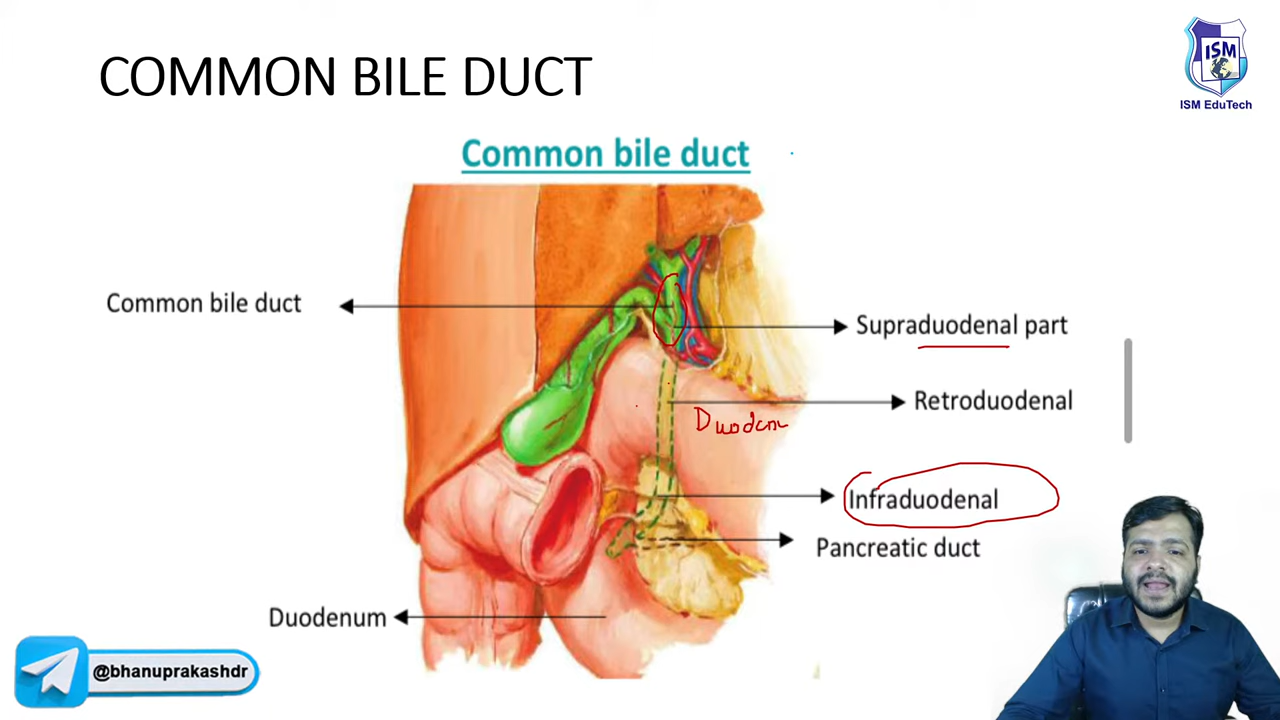 COMMON BILE DUCT
ISM
ISM EduTech
Common bile duct
Common bile duct
Supraduodenal part
Retroduodenal
Infraduodenal
Pancreatic duct
Duodenum
@bhanuprakashdr